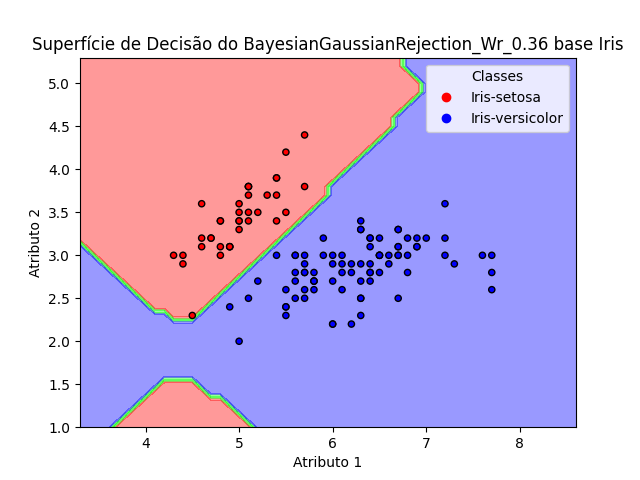 Superfície de Decisão do BayesianGaussianRejection_Wr_0.36 base Iris
Classes
Iris-setosa
Iris-versicolor
5.0
4.5
4.0
3.5
3.0
2.5
2.0
1.5
1.0
Atributo 2
4 5 6 7 8
Atributo 1